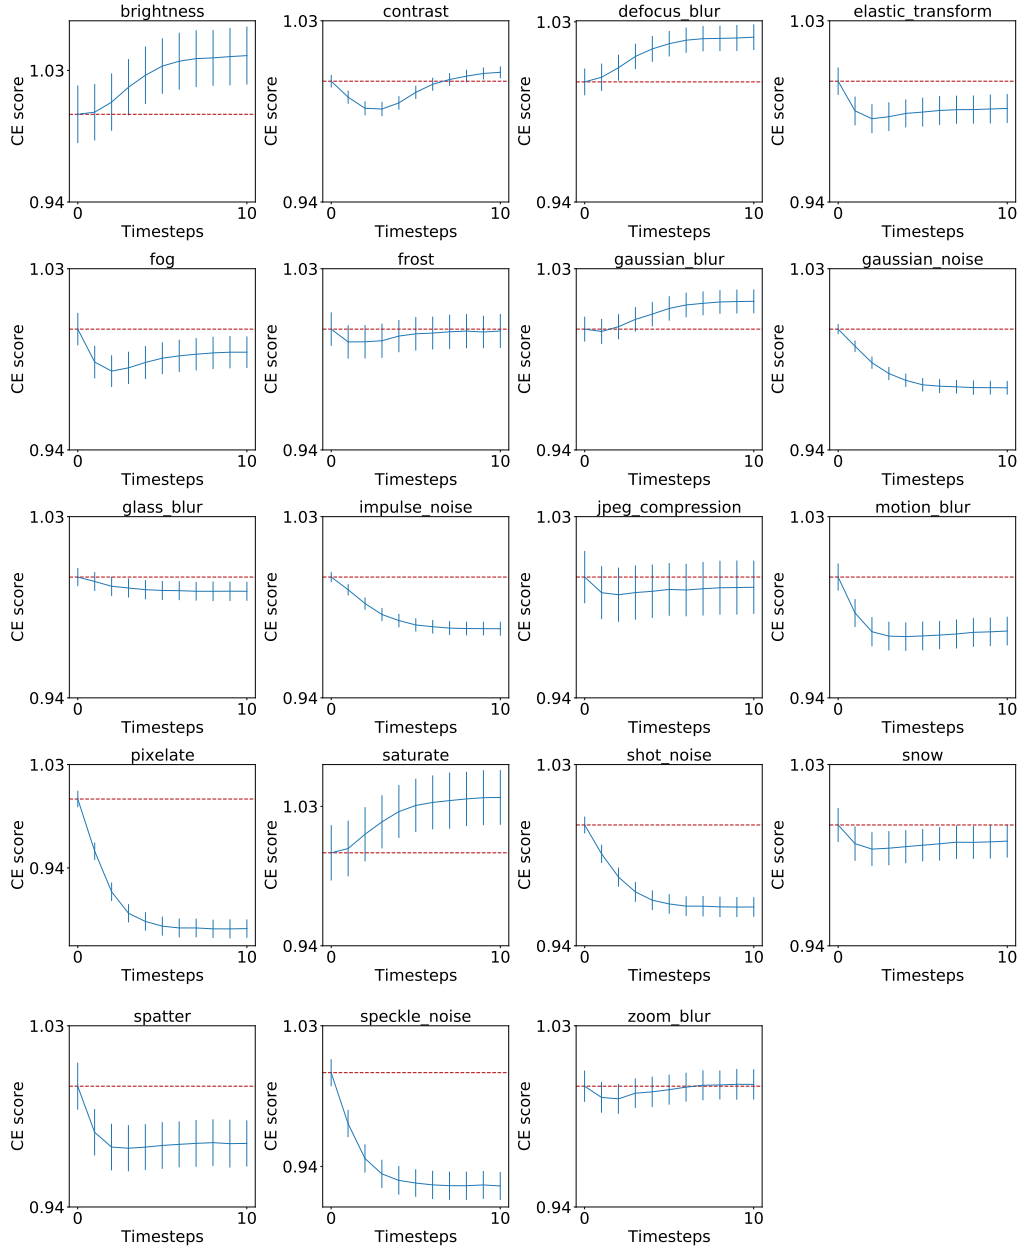 brightness contrast defocus_blur elastic_transform
1.03 1.03 1.03 1.03
CE score CE score CE score CE score
0.94 0.94 0.94 0.94
0 10 0 10 0 10 0 10
Timesteps Timesteps Timesteps Timesteps
fog frost gaussian_blur gaussian_noise
1.03 1.03 1.03 1.03
CE score CE score CE score CE score
0.94 0.94 0.94 0.94
0 10 0 10 0 10 0 10
Timesteps Timesteps Timesteps Timesteps
glass_blur impulse_noise jpeg_compression motion_blur
1.03 1.03 1.03 1.03
CE score CE score CE score CE score
0.94 0.94 0.94 0.94
0 10 0 10 0 10 0 10
Timesteps Timesteps Timesteps Timesteps
pixelate saturate shot_noise snow
1.03 1.03 1.03 1.03
CE score CE score CE score CE score
0.94 0.94 0.94 0.94
0 10 0 10 0 10 0 10
Timesteps Timesteps Timesteps Timesteps
spatter speckle_noise zoom_blur
1.03 1.03 1.03
CE score CE score CE score
0.94 0.94 0.94
0 10 0 10 0 10
Timesteps Timesteps Timesteps